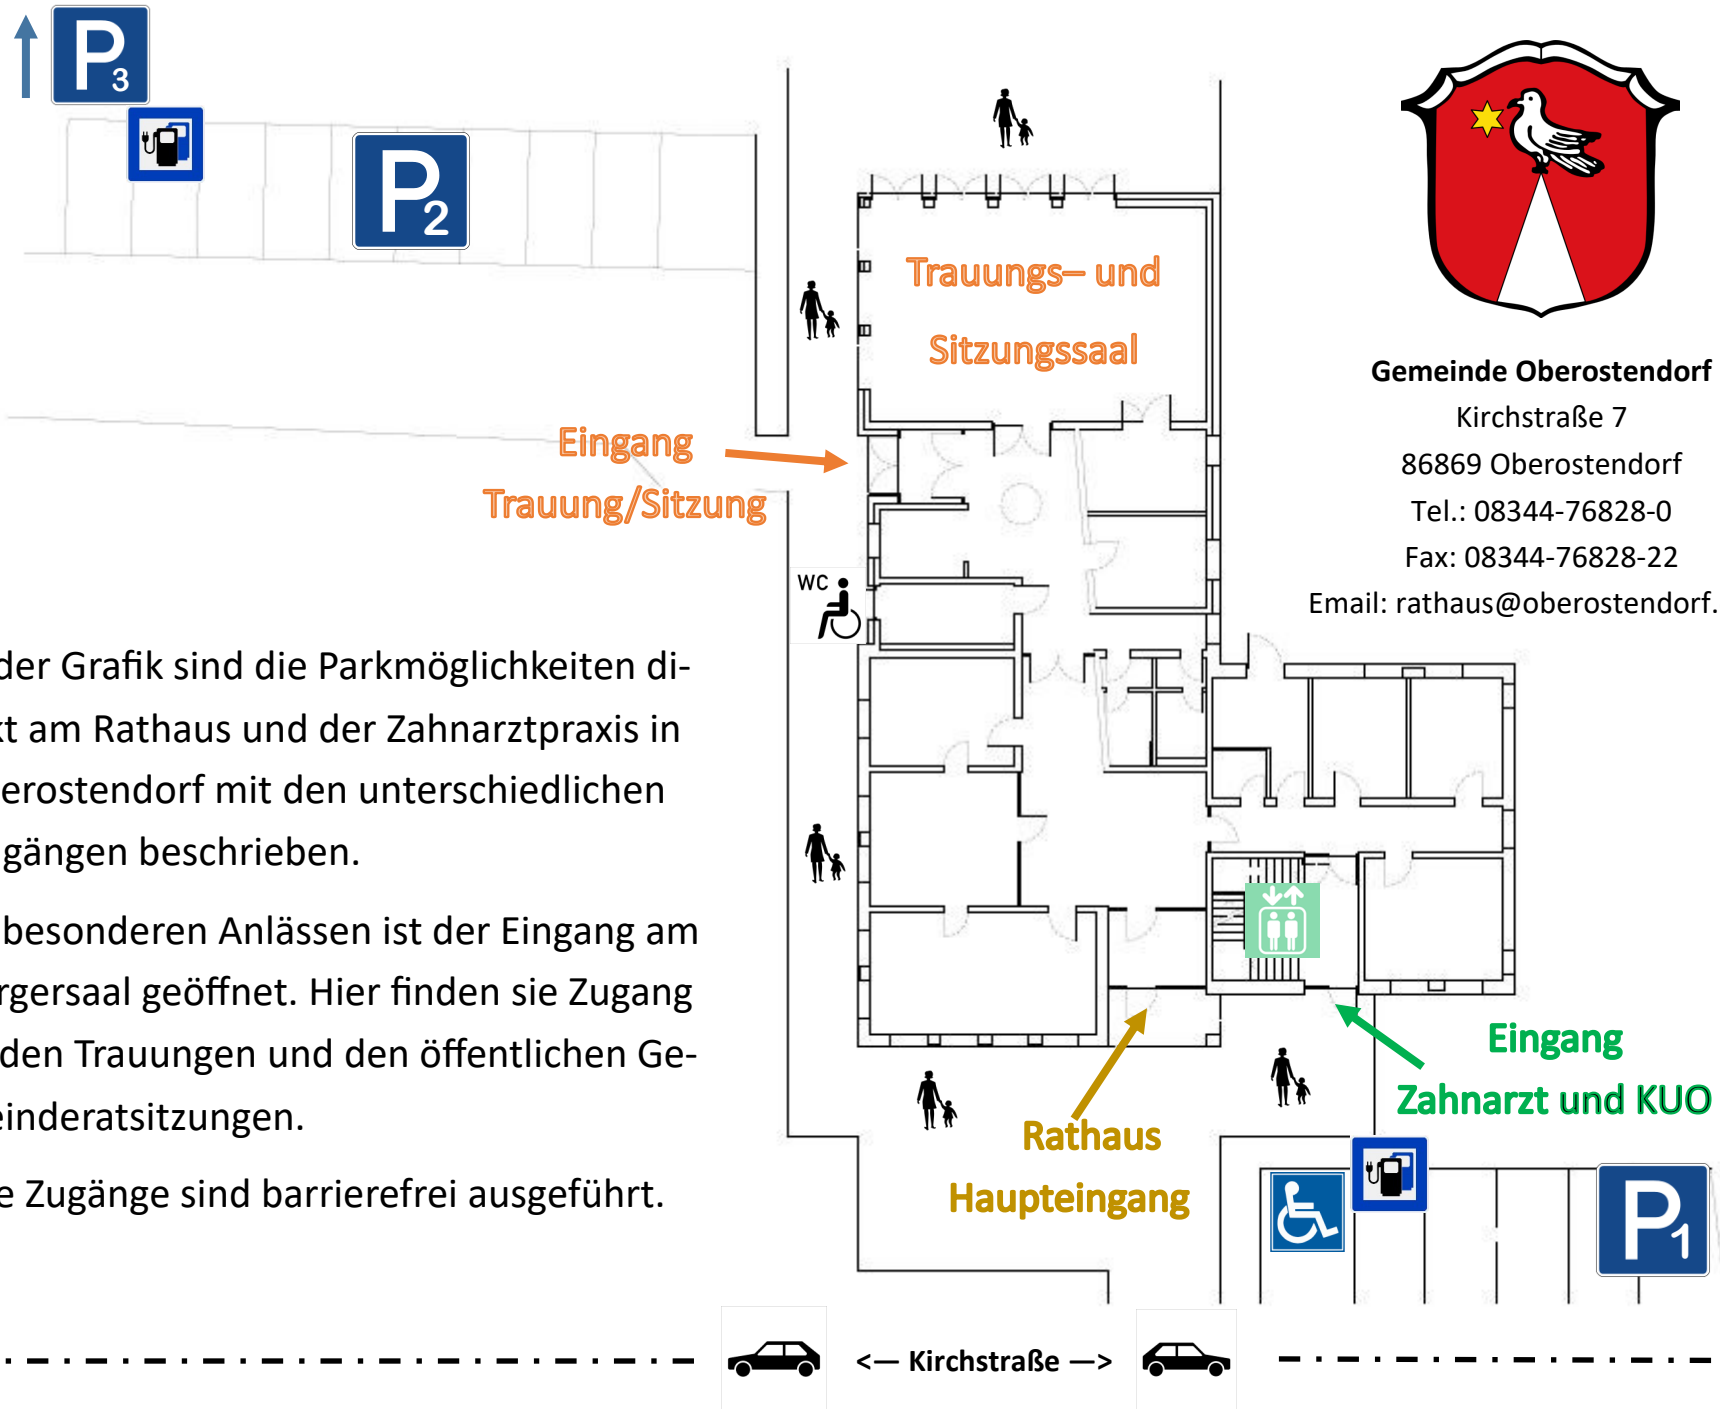 P3
P2
Trauungs– und
Sitzungssaal
Gemeinde Oberostendorf
Kirchstraße 7
86869 Oberostendorf
Tel.: 08344-76828-0
Fax: 08344-76828-22
Email: rathaus@oberostendorf.
Eingang
Trauung/Sitzung
WC
der Grafik sind die Parkmöglichkeiten di-
kt am Rathaus und der Zahnarztpraxis in
erostendorf mit den unterschiedlichen
gängen beschrieben.
besonderen Anlässen ist der Eingang am
rgersaal geöffnet. Hier finden sie Zugang
den Trauungen und den öffentlichen Ge-
einderatsitzungen.
e Zugänge sind barrierefrei ausgeführt.
Eingang
Zahnarzt und KUO
Rathaus
Haupteingang
P1
<— Kirchstraße —>